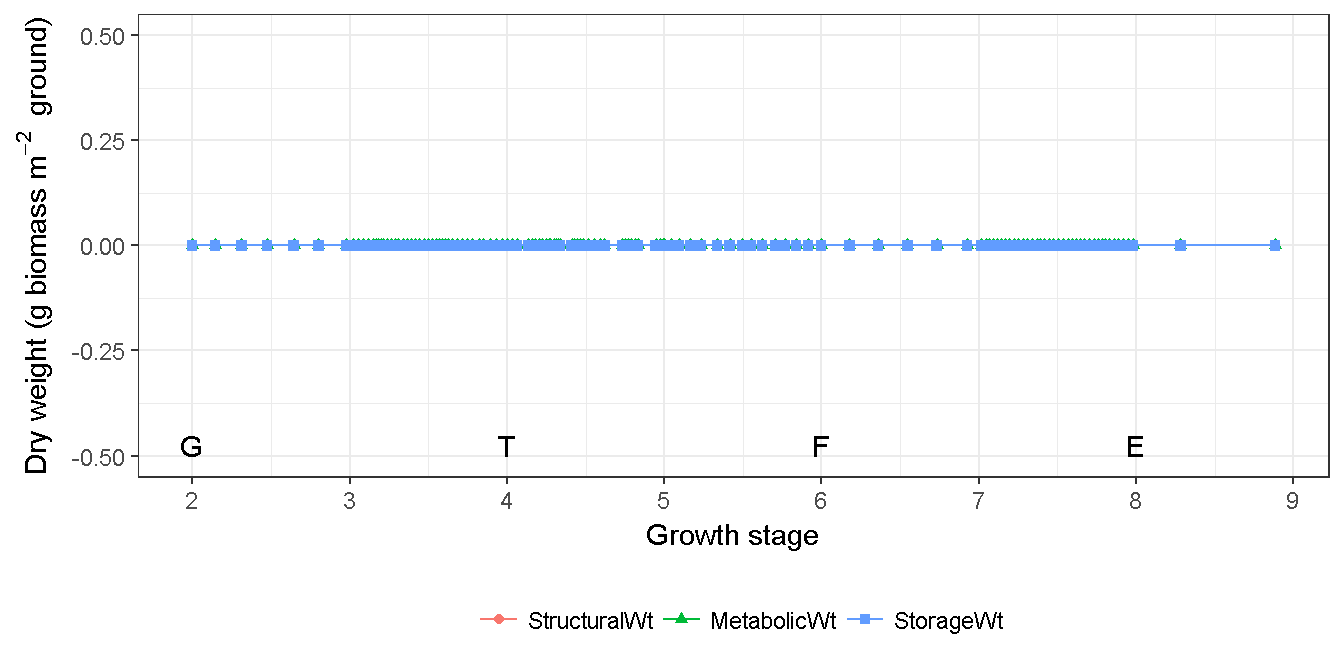 Dry weight (g biomass m⁻² ground)
0.50
0.25
0.00
-0.25
-0.50
G T F E
2 3 4 5 6 7 8 9
Growth stage
StructuralWt MetabolicWt StorageWt